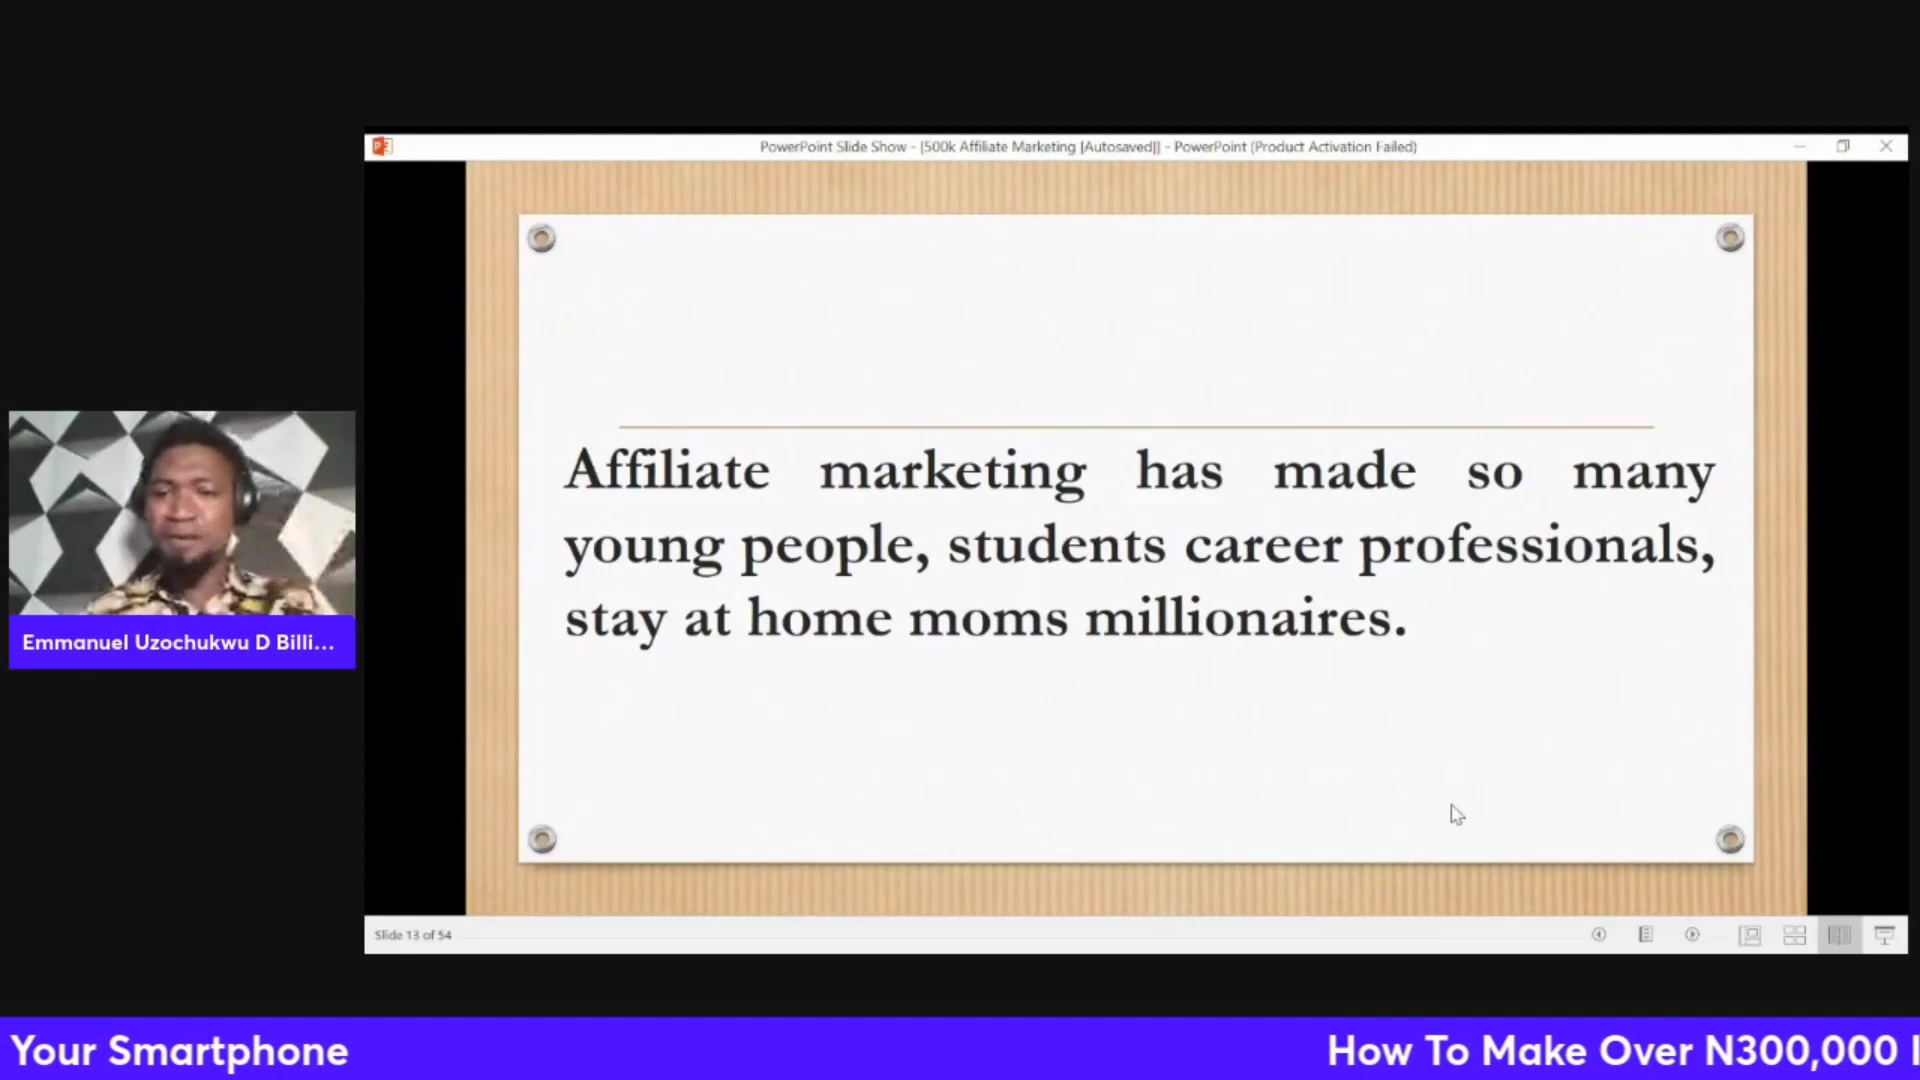 PowerPoint Slide Show - [500k Affiliate Marketing [Autosaved]] - PowerPoint (Product Activation Failed)
Affiliate marketing has made so many
young people, students career professionals,
stay at home moms millionaires.
Emmanuel Uzochukwu D Billi...
Slide 13 of 54
Your Smartphone
How To Make Over N300,000